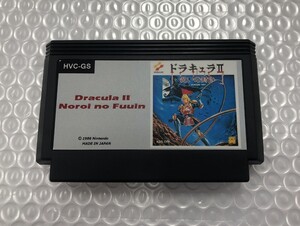 HVC-GS
Dracula II
Noroi no Fuuin
© 1986 Nintendo
MADE IN JAPAN
ドラキュラII